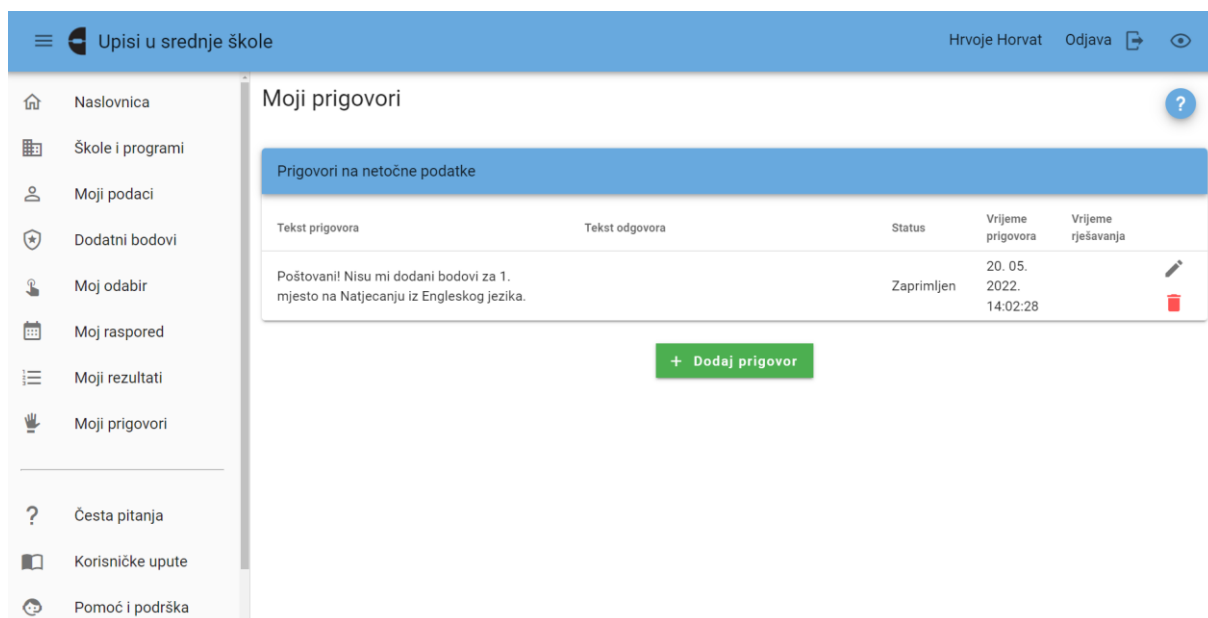 Upisi u srednje škole
Hrvoje Horvat
Odjava
Naslovnica
Škole i programi
Moji podaci
Dodatni bodovi
Moj odabir
Moj raspored
Moji rezultati
Moji prigovori
Česta pitanja
Korisničke upute
Pomoć i podrška
Moji prigovori
?
Prigovori na netočne podatke
Tekst prigovora
Tekst odgovora
Status
Vrijeme
prigovora
Vrijeme
rješavanja
Poštovani! Nisu mi dodani bodovi za 1.
mjesto na Natjecanju iz Engleskog jezika.
Zaprimljen
20. 05.
2022.
14:02:28
+ Dodaj prigovor